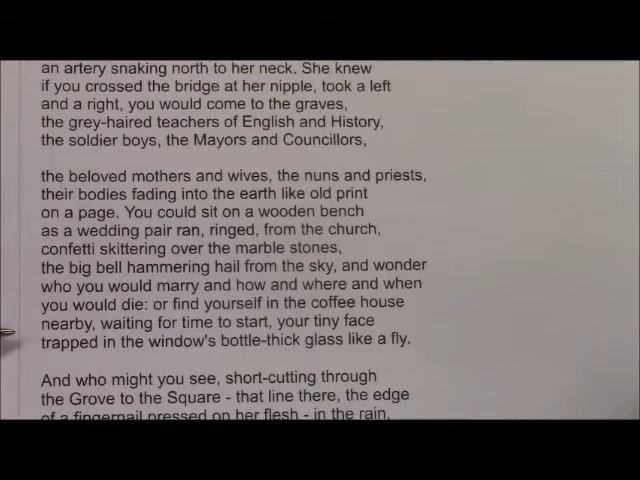 an artery snaking north to her neck. She knew
if you crossed the bridge at her nipple, took a left
and a right, you would come to the graves,
the grey-haired teachers of English and History,
the soldier boys, the Mayors and Councillors,
the beloved mothers and wives, the nuns and priests,
their bodies fading into the earth like old print
on a page. You could sit on a wooden bench
as a wedding pair ran, ringed, from the church,
confetti skittering over the marble stones,
the big bell hammering hail from the sky, and wonder
who you would marry and how and where and when
you would die: or find yourself in the coffee house
nearby, waiting for time to start, your tiny face
trapped in the window's bottle-thick glass like a fly.
And who might you see, short-cutting through
the Grove to the Square - that line there, the edge
of a fingernail pressed on her flesh - in the rain,